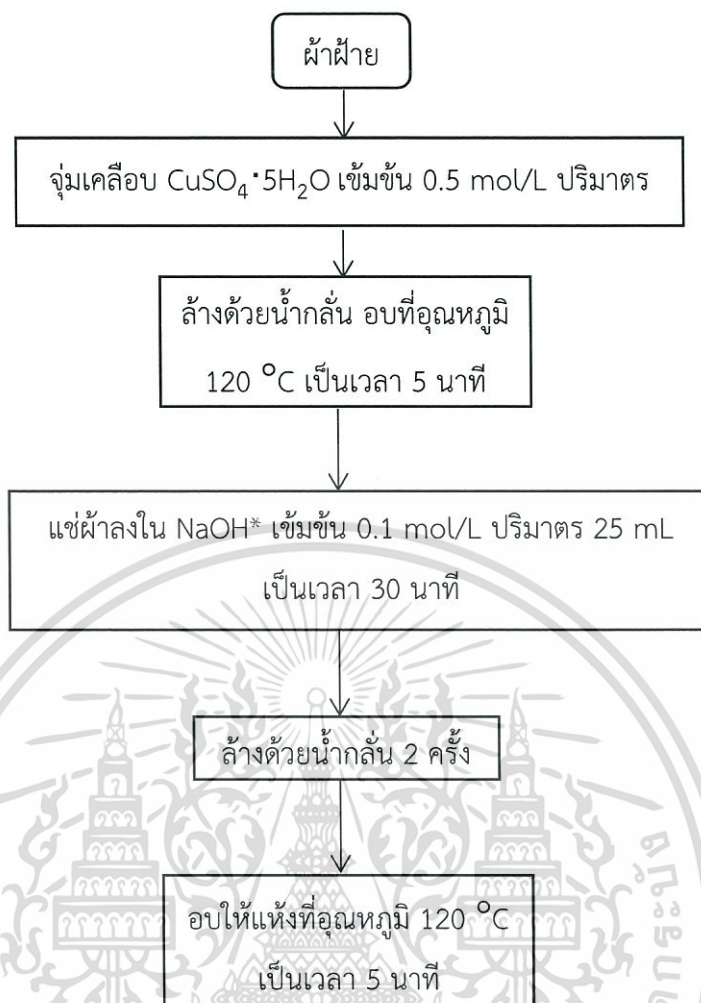 ผ้าฝ้าย
จุ่มเคลือบ CuSO₄·5H₂O เข้มข้น 0.5 mol/L ปริมาตร
ล้างด้วยน้ำกลั่น อบที่อุณหภูมิ
120 °C เป็นเวลา 5 นาที
แช่ผ้าลงใน NaOH* เข้มข้น 0.1 mol/L ปริมาตร 25 mL
เป็นเวลา 30 นาที
ล้างด้วยน้ำกลั่น 2 ครั้ง
อบให้แห้งที่อุณหภูมิ 120 °C
เป็นเวลา 5 นาที